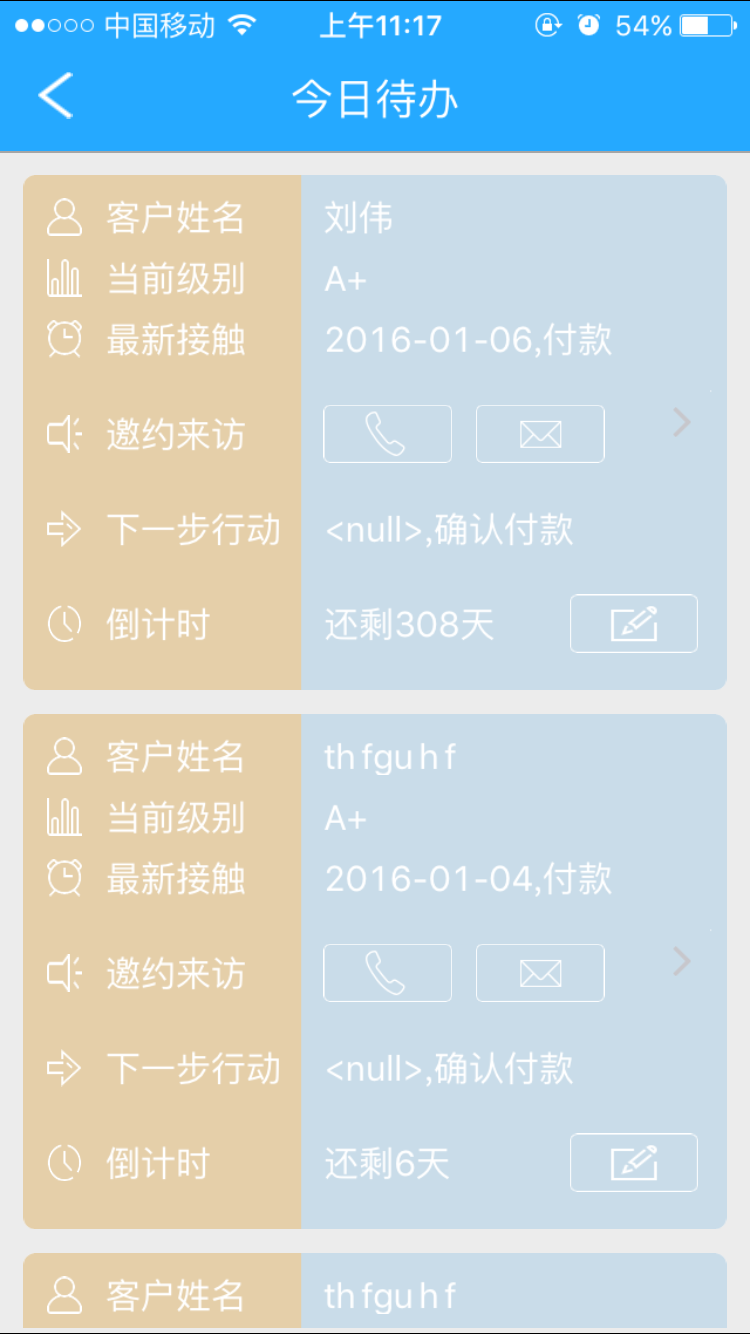 中国移动 上午11:17 54%
今日待办
客户姓名 刘伟
当前级别 A+
最新接触 2016-01-06,付款
邀约来访
下一步行动 <null>,确认付款
倒计时 还剩308天
客户姓名 thfguhf
当前级别 A+
最新接触 2016-01-04,付款
邀约来访
下一步行动 <null>,确认付款
倒计时 还剩6天
客户姓名 thfguhf